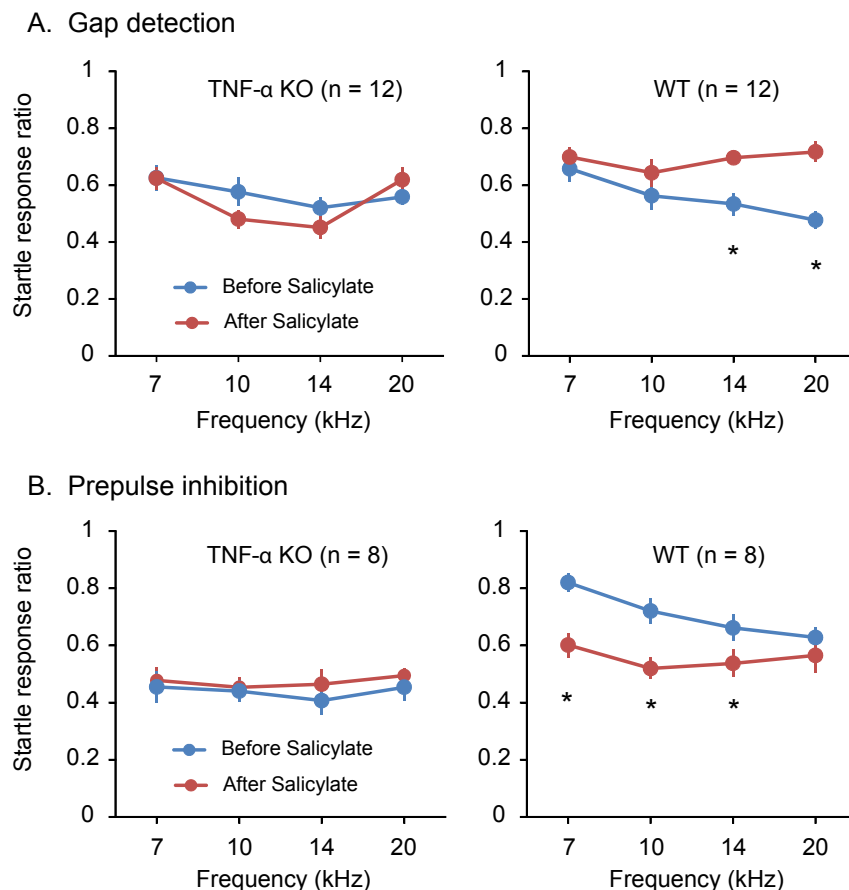 A. Gap detection
Startle response ratio
1
0.8
0.6
0.4
0.2
0
TNF-α KO (n = 12)
Before Salicylate
After Salicylate
7 10 14 20
Frequency (kHz)
1
0.8
0.6
0.4
0.2
0
WT (n = 12)
* *
7 10 14 20
Frequency (kHz)
B. Prepulse inhibition
Startle response ratio
1
0.8
0.6
0.4
0.2
0
TNF-α KO (n = 8)
Before Salicylate
After Salicylate
7 10 14 20
Frequency (kHz)
1
0.8
0.6
0.4
0.2
0
WT (n = 8)
* * *
7 10 14 20
Frequency (kHz)